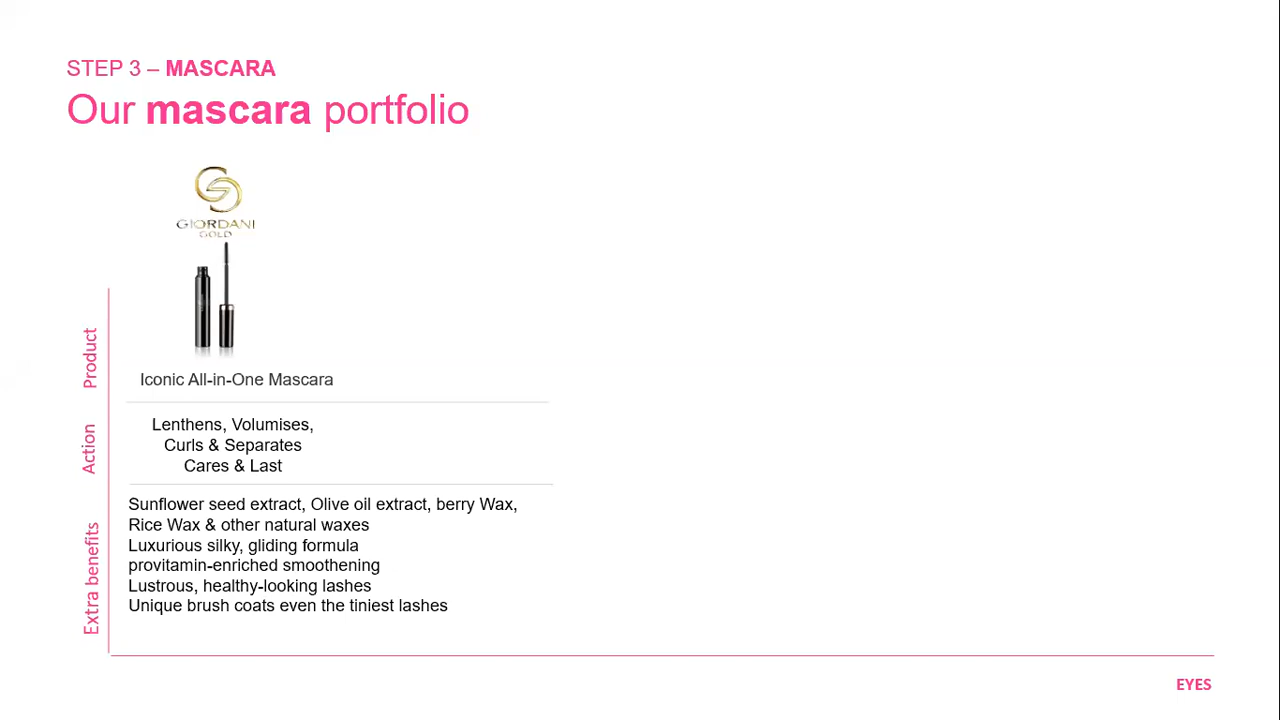 STEP 3 – MASCARA
Our mascara portfolio
GIORDANI
GOLD
Product
Iconic All-in-One Mascara
Action
Lenthens, Volumises,
Curls & Separates
Cares & Last
Extra benefits
Sunflower seed extract, Olive oil extract, berry Wax,
Rice Wax & other natural waxes
Luxurious silky, gliding formula
provitamin-enriched smoothening
Lustrous, healthy-looking lashes
Unique brush coats even the tiniest lashes
EYES